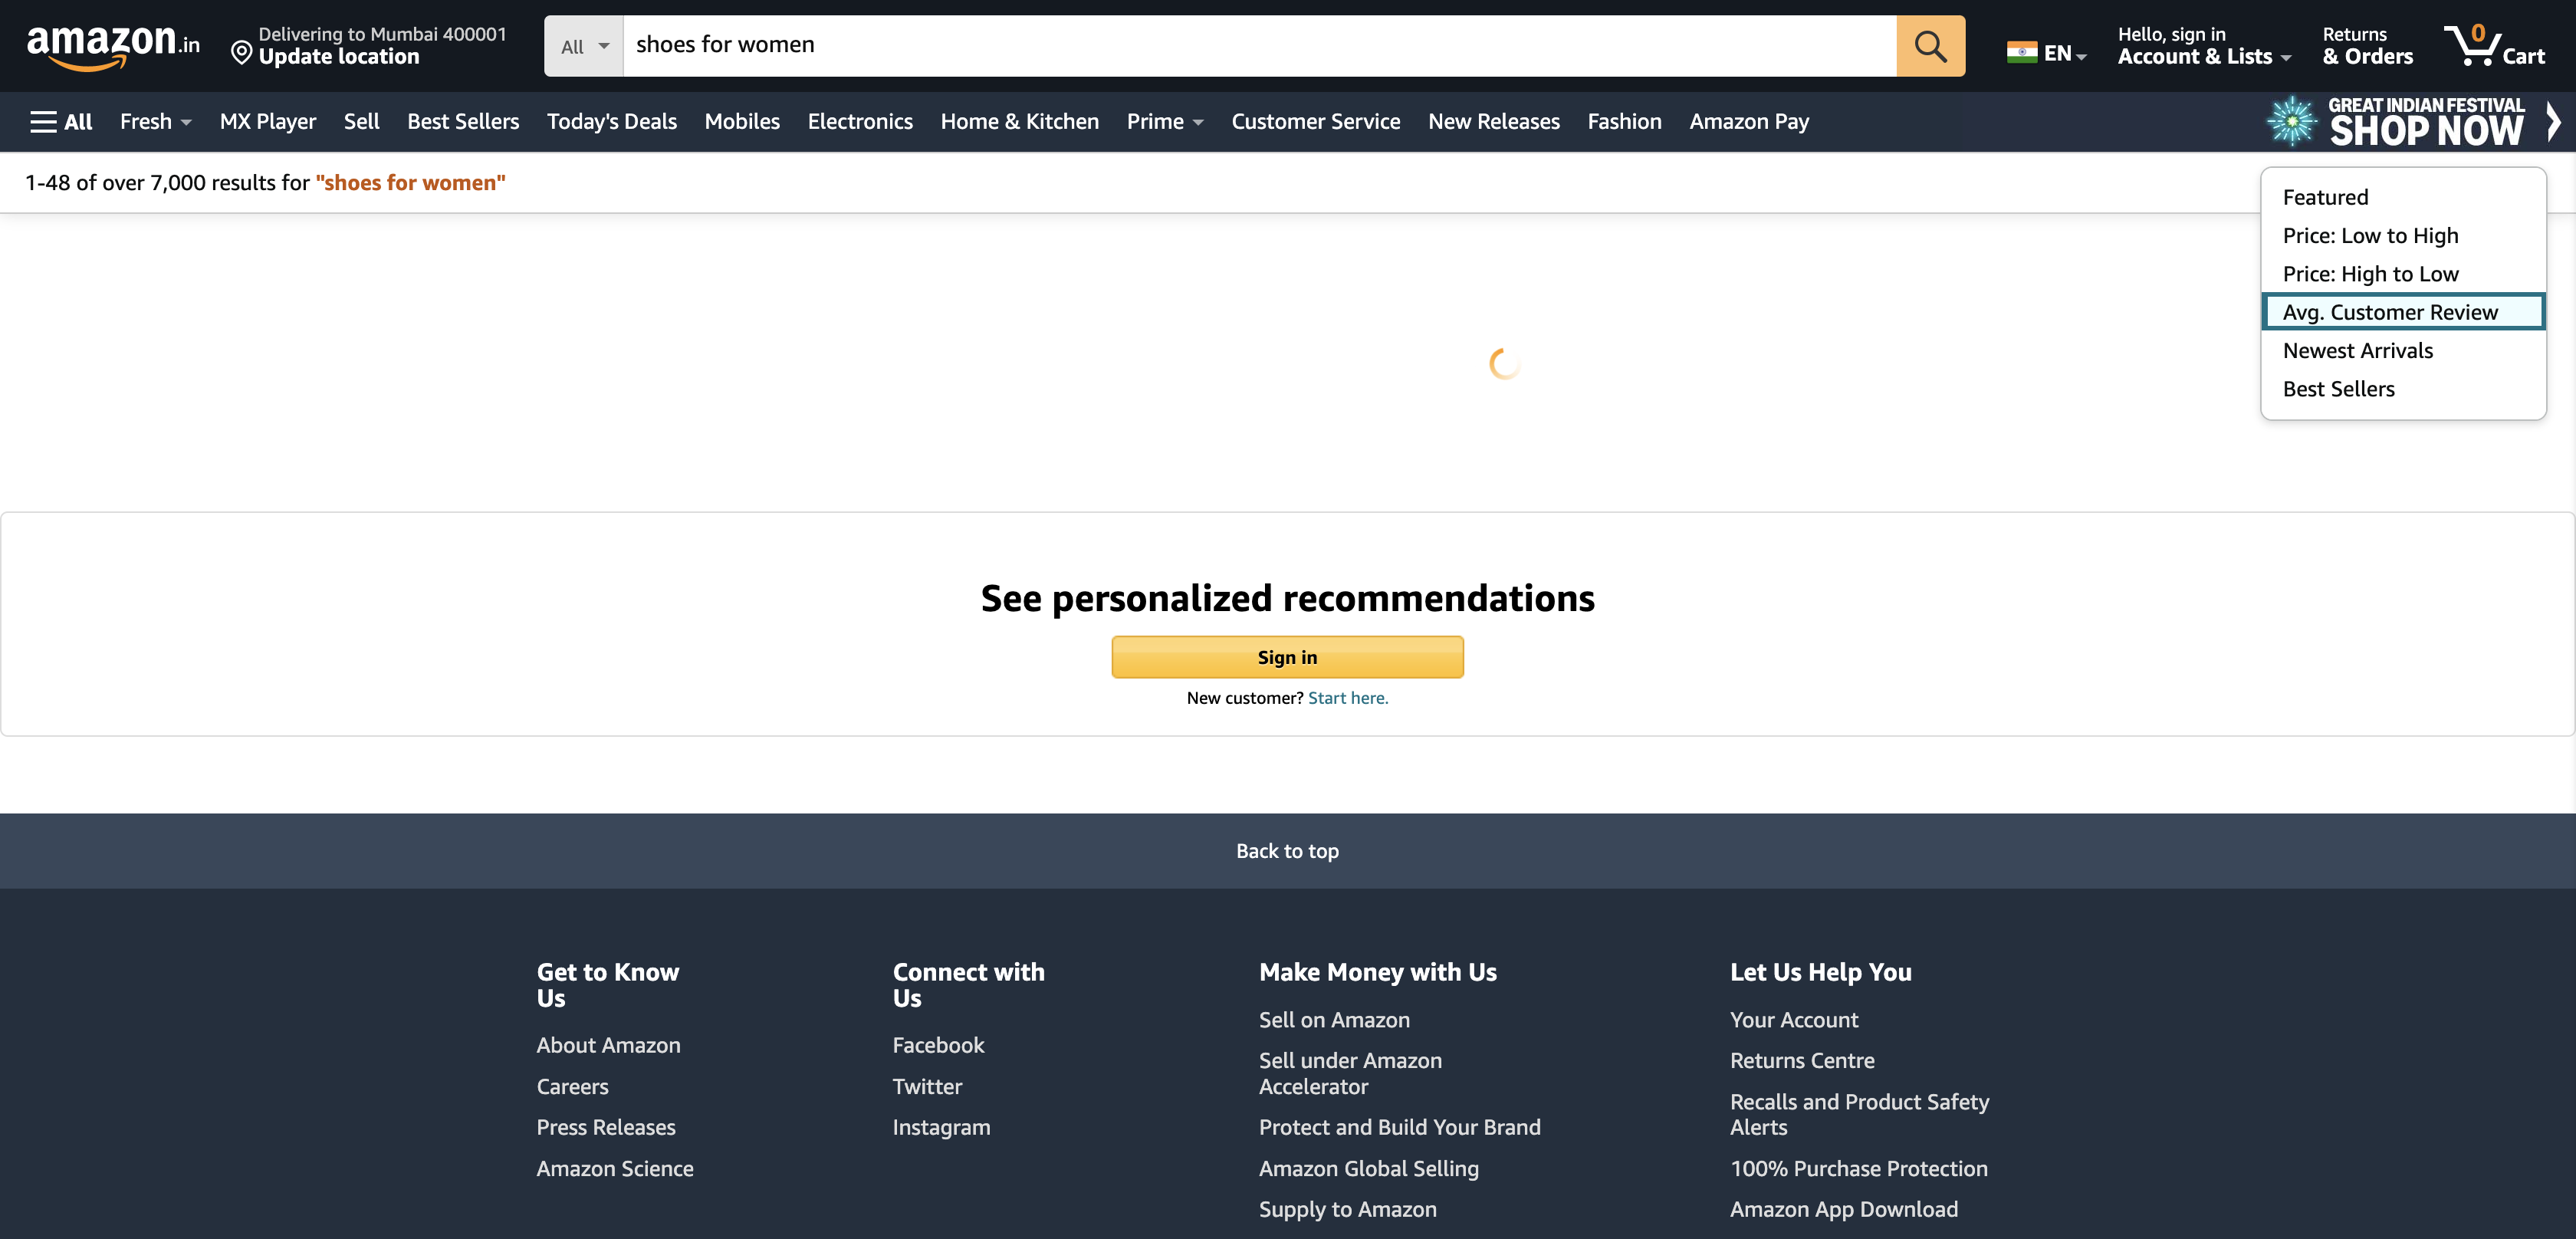 amazon.in
Delivering to Mumbai 400001
Update location
All
shoes for women
EN
Hello, sign in
Account & Lists
Returns
& Orders
0
Cart
All
Fresh
MX Player
Sell
Best Sellers
Today's Deals
Mobiles
Electronics
Home & Kitchen
Prime
Customer Service
New Releases
Fashion
Amazon Pay
GREAT INDIAN FESTIVAL
SHOP NOW
1-48 of over 7,000 results for "shoes for women"
Featured
Price: Low to High
Price: High to Low
Avg. Customer Review
Newest Arrivals
Best Sellers
See personalized recommendations
Sign in
New customer? Start here.
Back to top
Get to Know
Us
About Amazon
Careers
Press Releases
Amazon Science
Connect with
Us
Facebook
Twitter
Instagram
Make Money with Us
Sell on Amazon
Sell under Amazon
Accelerator
Protect and Build Your Brand
Amazon Global Selling
Supply to Amazon
Let Us Help You
Your Account
Returns Centre
Recalls and Product Safety
Alerts
100% Purchase Protection
Amazon App Download